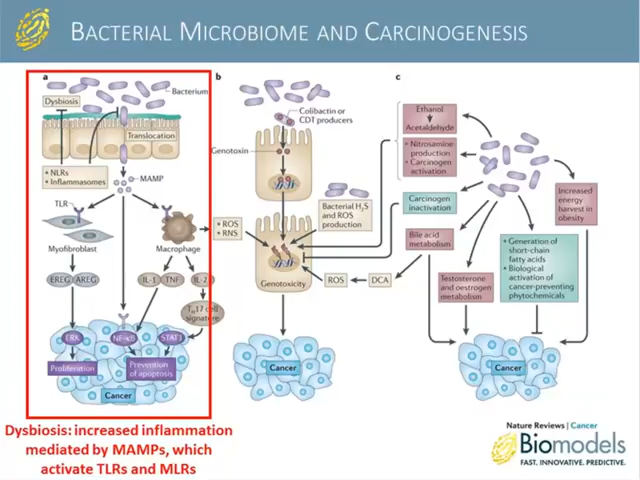 BACTERIAL MICROBIOME AND CARCINOGENESIS
a
Bacterium
Dysbiosis
Translocation
• NLRs
• Inflammasomes
MAMP
TLR
Myofibroblast
Macrophage
• ROS
• RNS
EREG
AREG
IL-1
TNF
TH17 cell
signature
ERK
NF-κB
STAT3
Proliferation
Prevention
of apoptosis
Cancer
b
Colibactin or
CDT producers
Genotoxin
Bacterial H2S
and ROS
production
Genotoxicity
ROS
DCA
Cancer
c
Ethanol
Acetaldehyde
• Nitrosamine
production
• Carcinogen
activation
Carcinogen
inactivation
Bile acid
metabolism
Testosterone
and oestrogen
metabolism
• Generation of
short-chain
fatty acids
• Biological
activation of
cancer-preventing
phytochemicals
Increased
energy
harvest in
obesity
Cancer
Dysbiosis: increased inflammation
mediated by MAMPs, which
activate TLRs and MLRs
Nature Reviews | Cancer
Biomodels
FAST. INNOVATIVE. PREDICTIVE.